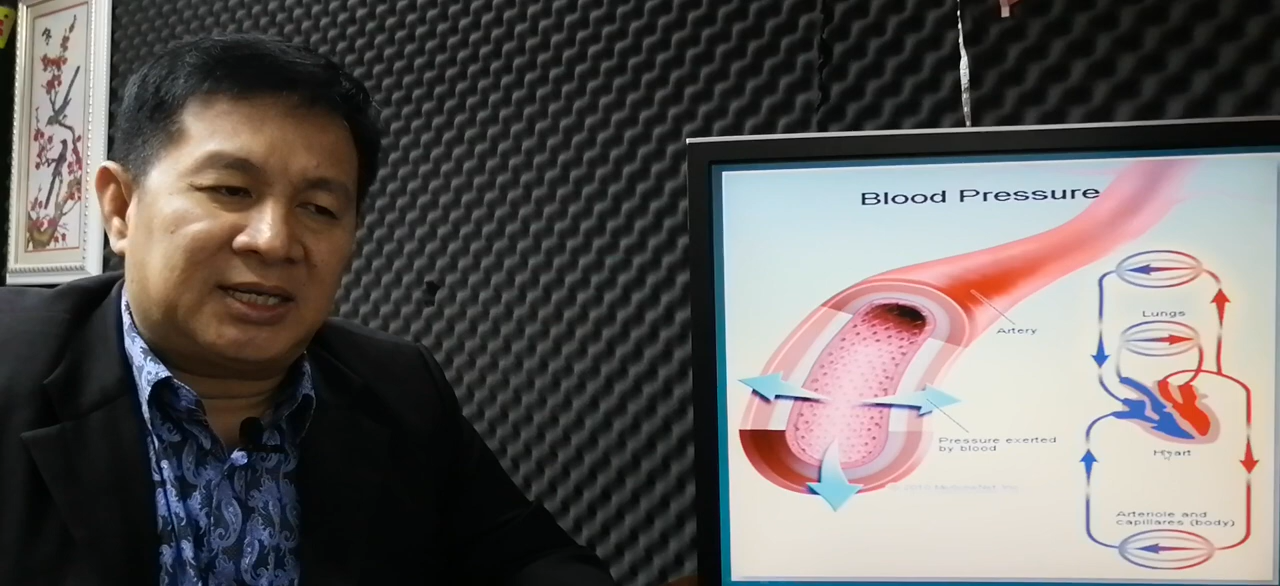 Blood Pressure
Artery
Pressure exerted
by blood
Lungs
Heart
Arteriole and
capillares (body)